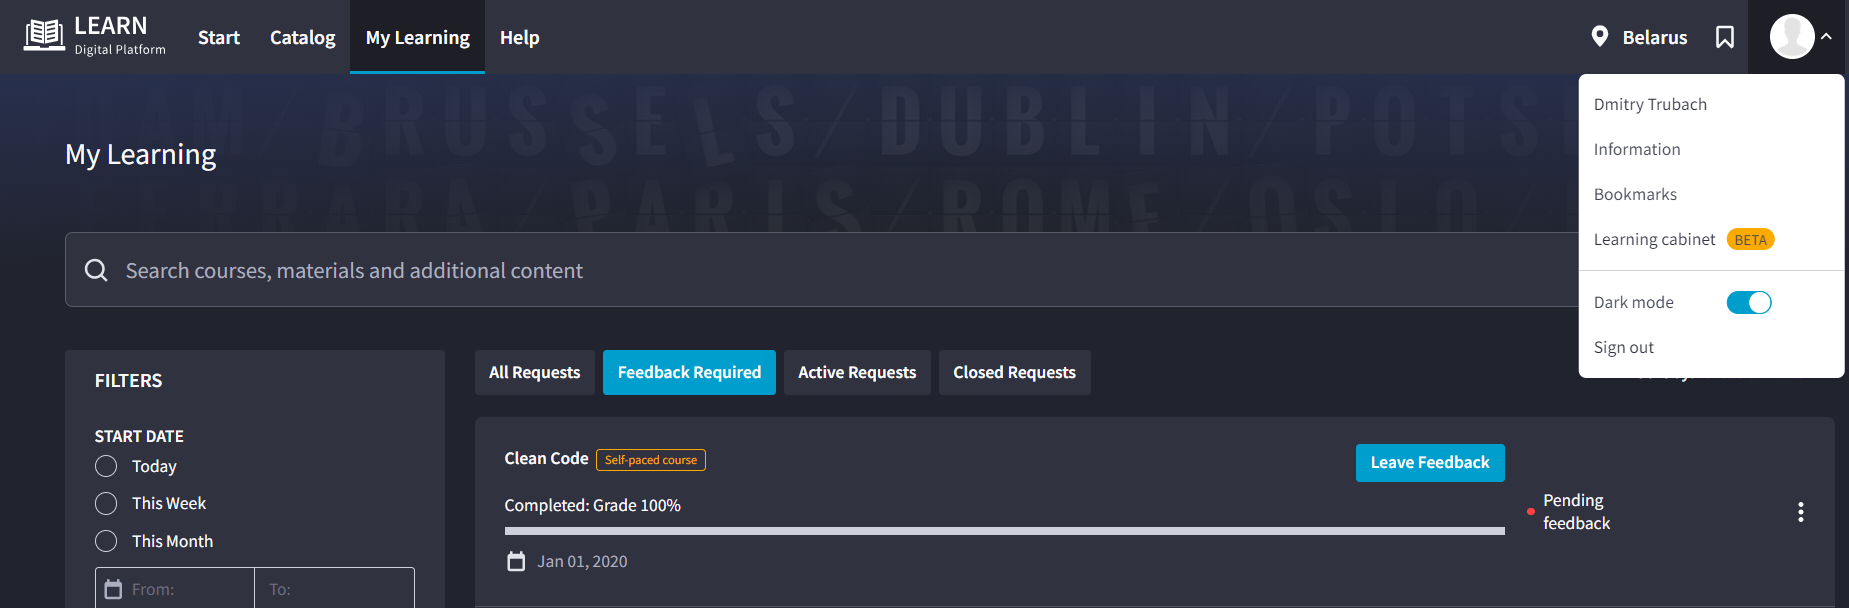 LEARN
Digital Platform
Start
Catalog
My Learning
Help
Belarus
Dmitry Trubach
Information
Bookmarks
Learning cabinet BETA
Dark mode
Sign out
BRUSSELS/DUBLIN/POTS
FERRARA/PARIS/ROME/OSLO/
My Learning
Search courses, materials and additional content
FILTERS
START DATE
Today
This Week
This Month
From:
To:
All Requests
Feedback Required
Active Requests
Closed Requests
Clean Code Self-paced course
Leave Feedback
Completed: Grade 100%
Pending
feedback
Jan 01, 2020